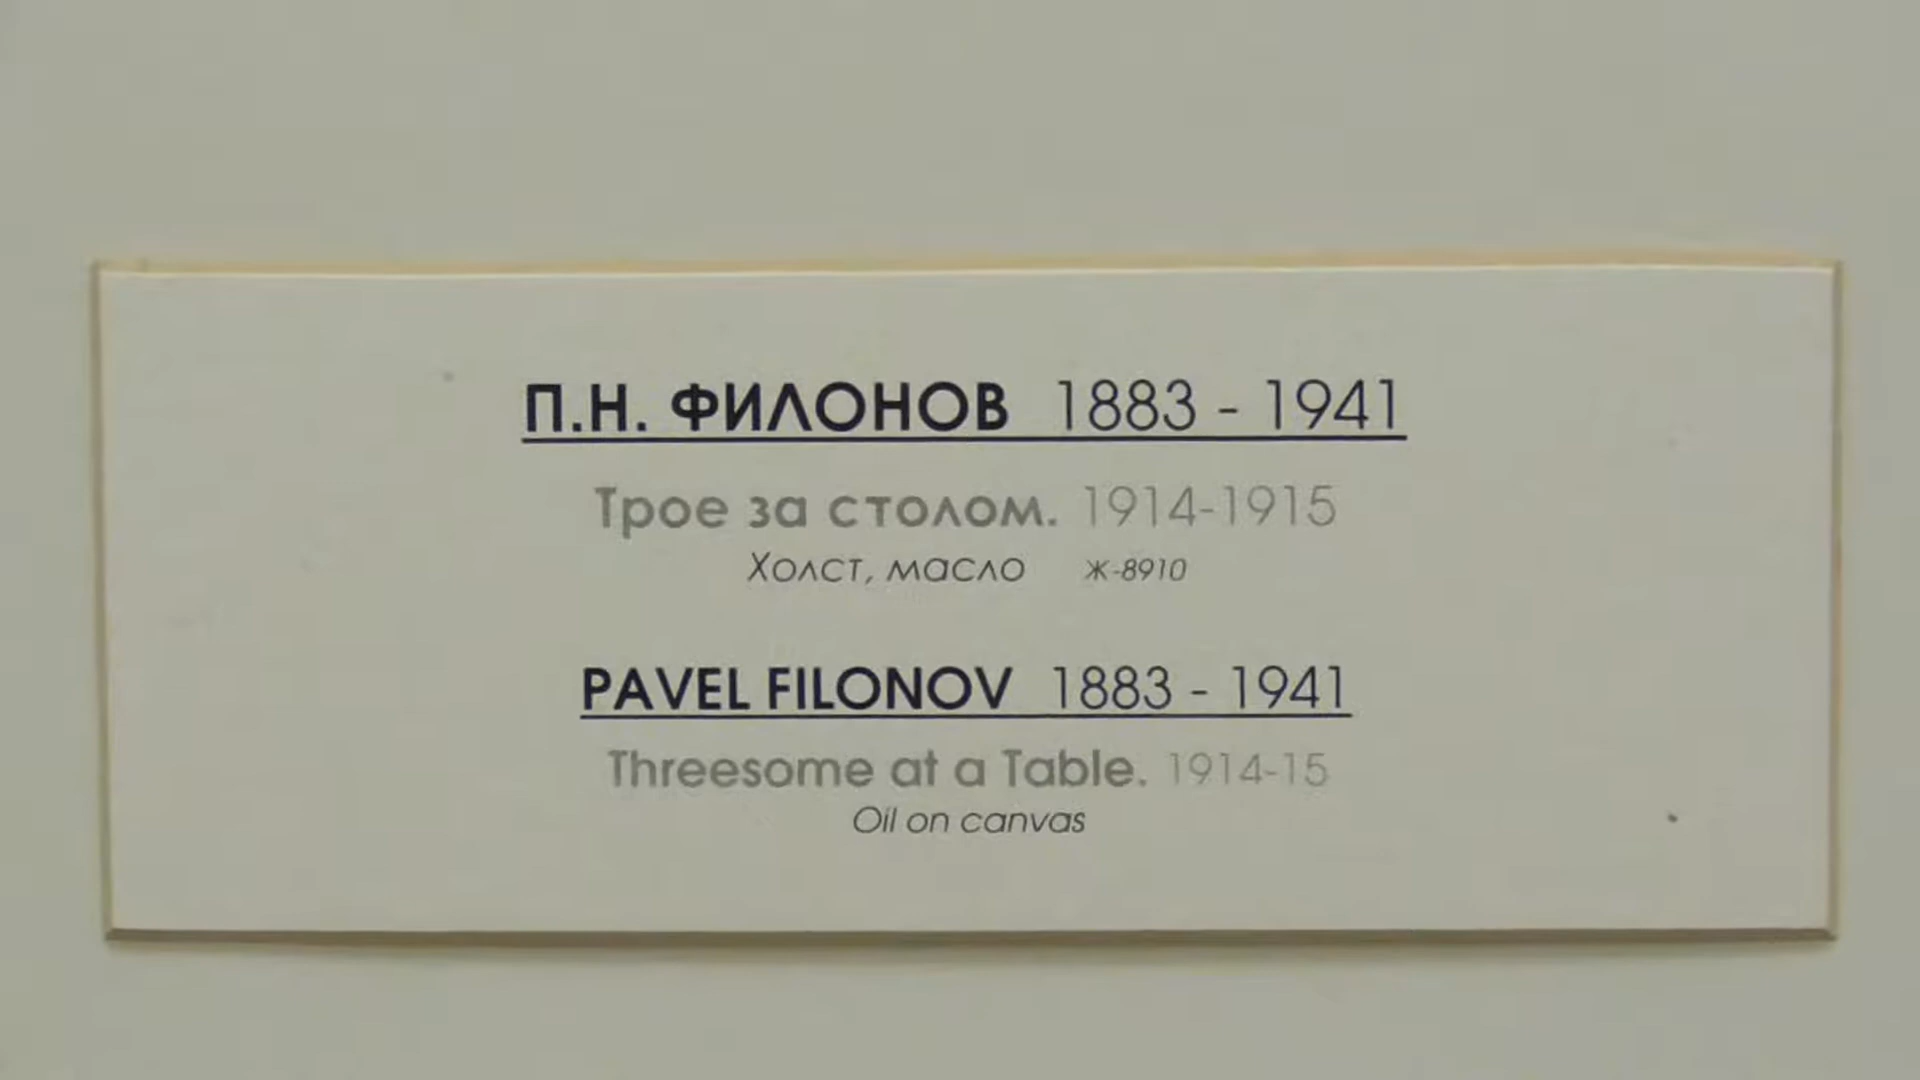 П.Н. ФИЛОНОВ 1883 - 1941
Трое за столом. 1914-1915
Холст, масло Ж-8910
PAVEL FILONOV 1883 - 1941
Threesome at a Table. 1914-15
Oil on canvas